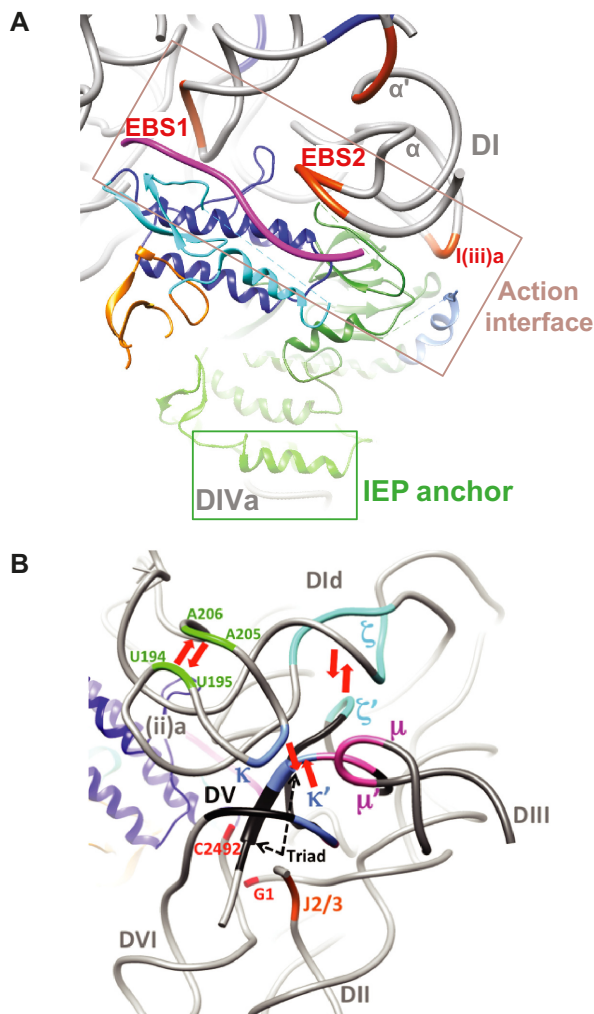 A
α'
EBS1
EBS2
α
DI
I(iii)a
Action
interface
DIVa
IEP anchor
B
DId
A206
A205
ζ
U194
U195
ζ'
(ii)a
μ
κ
κ'
μ'
DV
DIII
C2492
Triad
G1
J2/3
DVI
DII